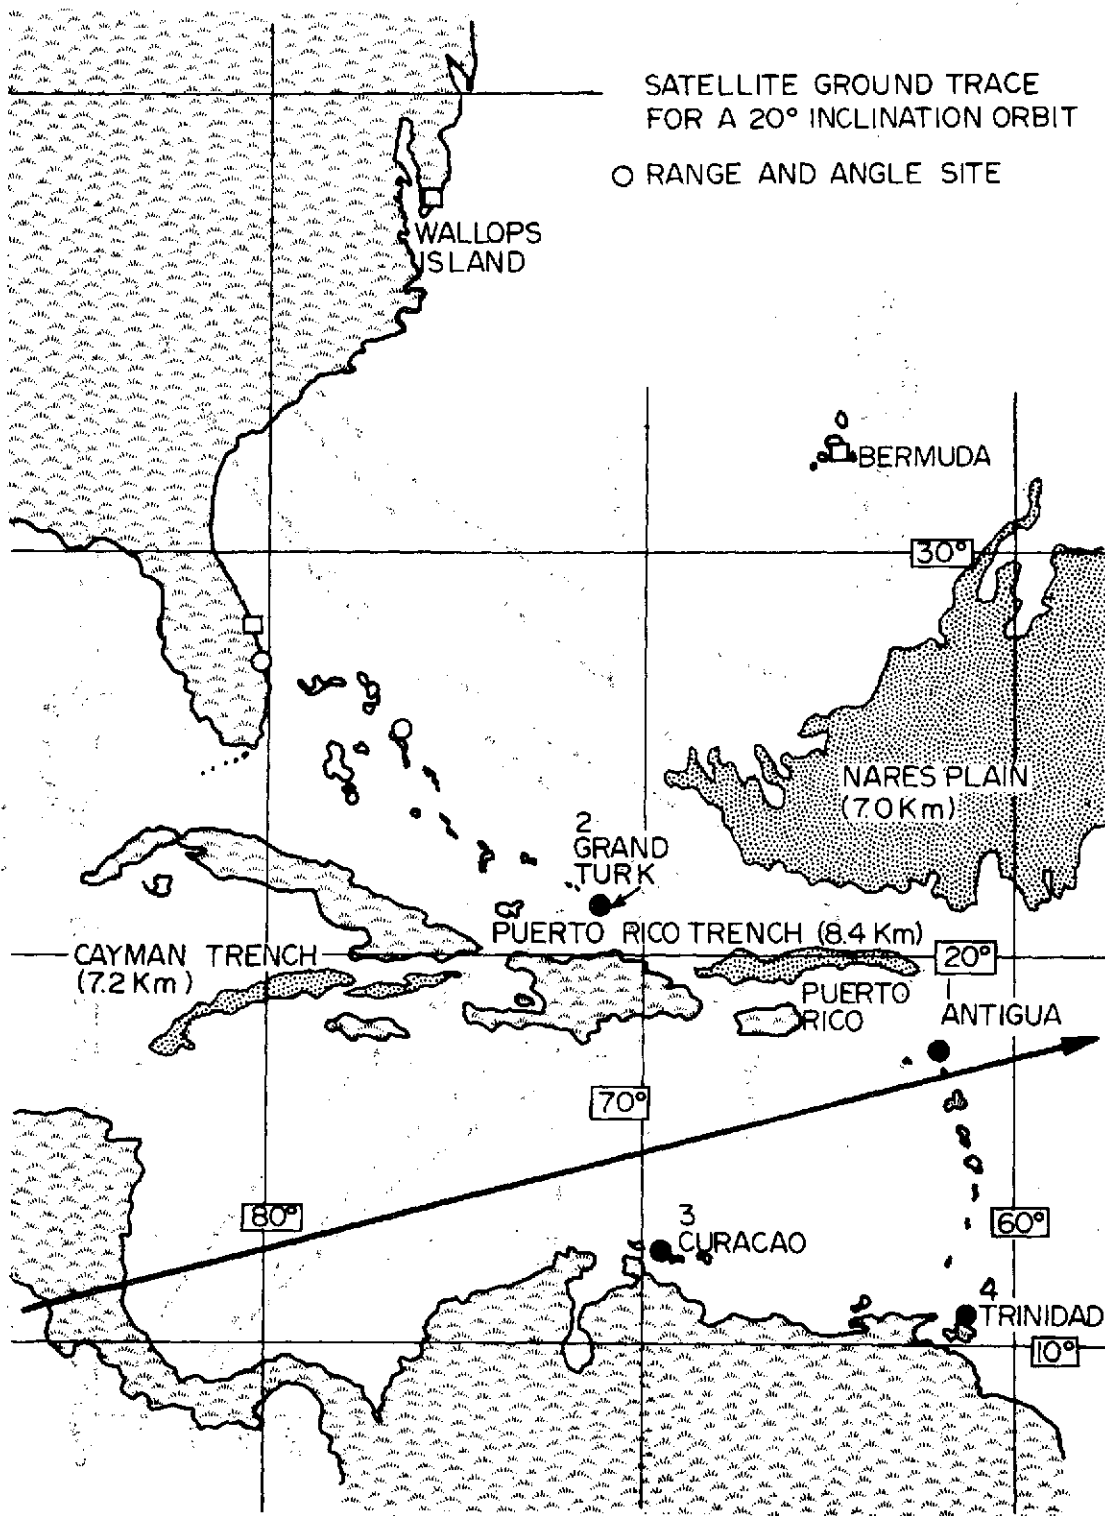 SATELLITE GROUND TRACE
FOR A 20° INCLINATION ORBIT
O RANGE AND ANGLE SITE
WALLOPS
ISLAND
BERMUDA
30°
NARES PLAIN
(7.0 Km)
2
GRAND
TURK
PUERTO RICO TRENCH (8.4 Km)
CAYMAN TRENCH
(7.2 Km)
20°
PUERTO
RICO
1
ANTIGUA
70°
80°
3
CURACAO
60°
4
TRINIDAD
10°